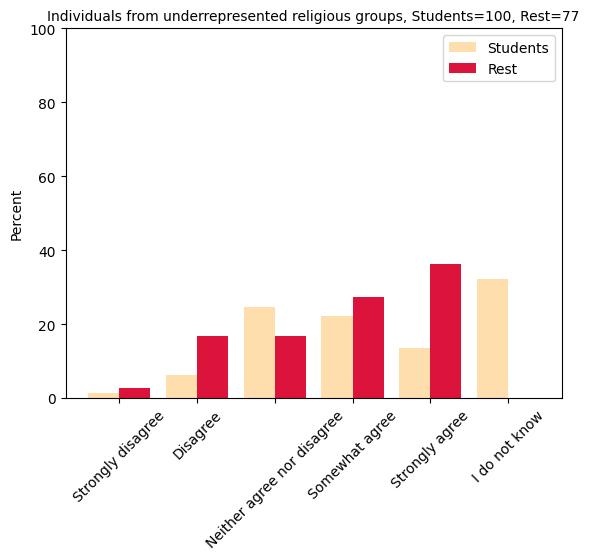 Individuals from underrepresented religious groups, Students=100, Rest=77
Students
Rest
Percent
100
80
60
40
20
0
Strongly disagree
Disagree
Neither agree nor disagree
Somewhat agree
Strongly agree
I do not know